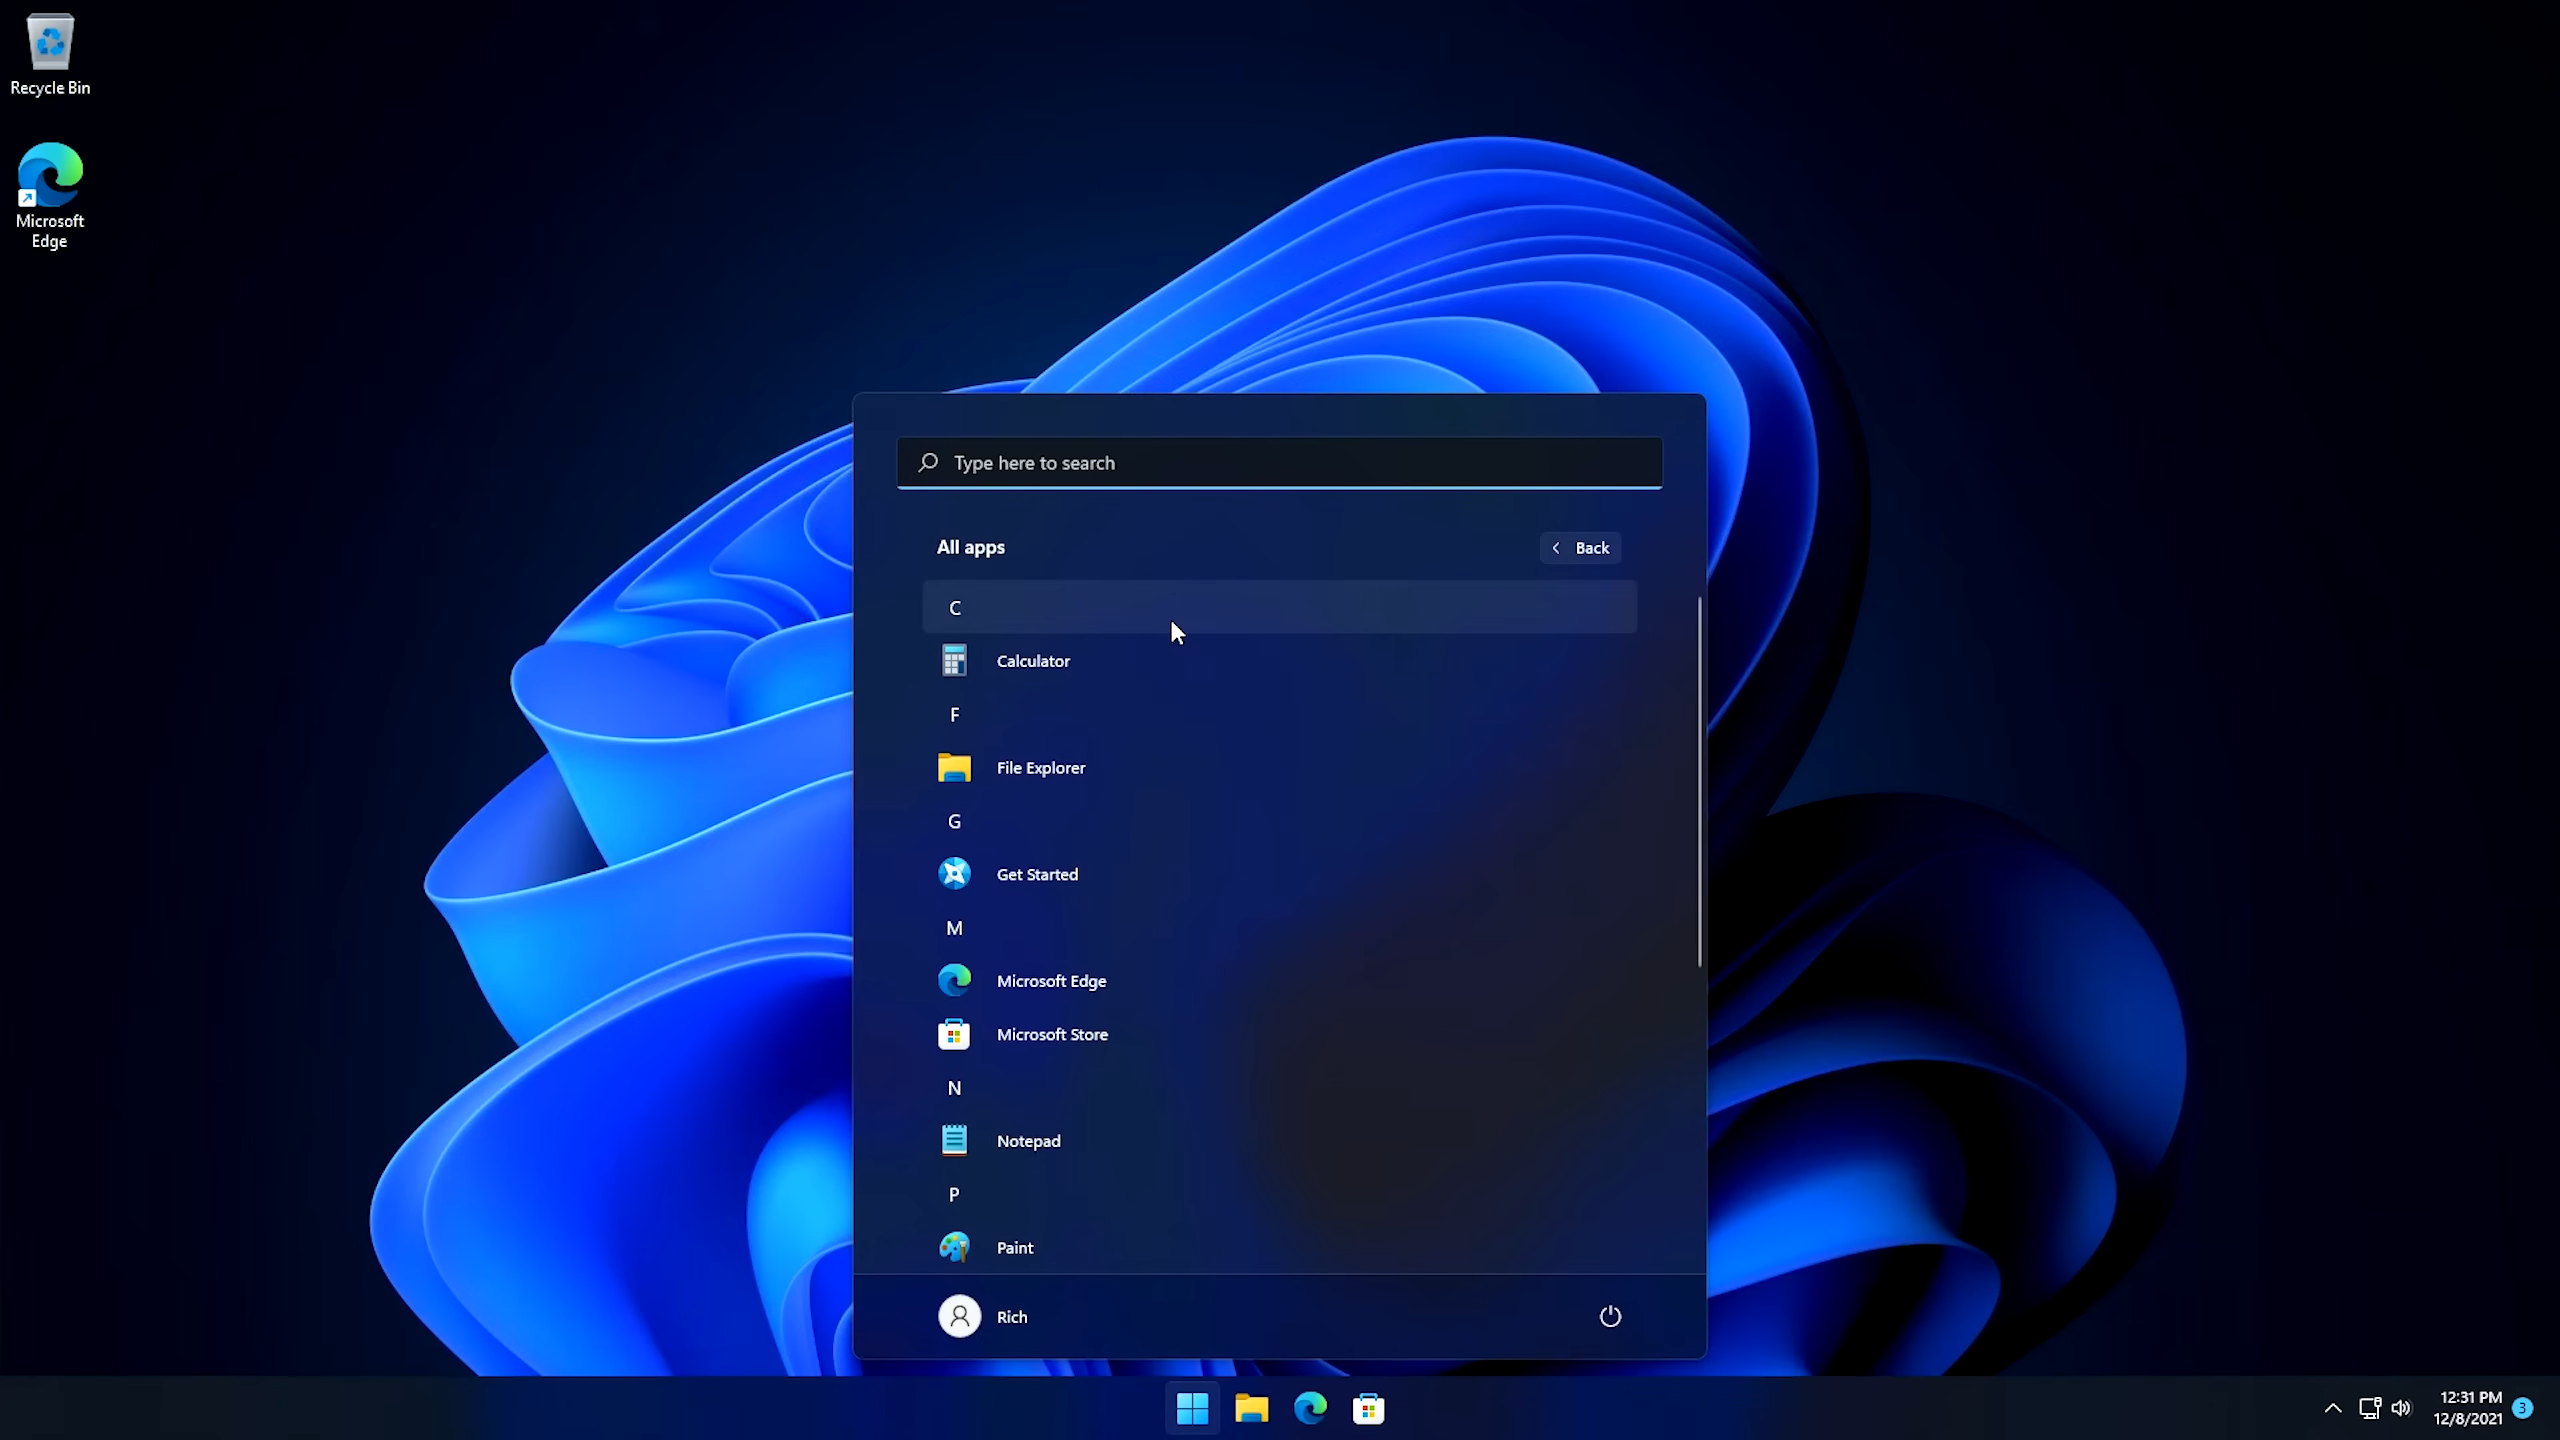 Recycle Bin
Microsoft
Edge
Type here to search
All apps
Back
C
Calculator
F
File Explorer
G
Get Started
M
Microsoft Edge
Microsoft Store
N
Notepad
P
Paint
Rich
12:31 PM
12/8/2021
3